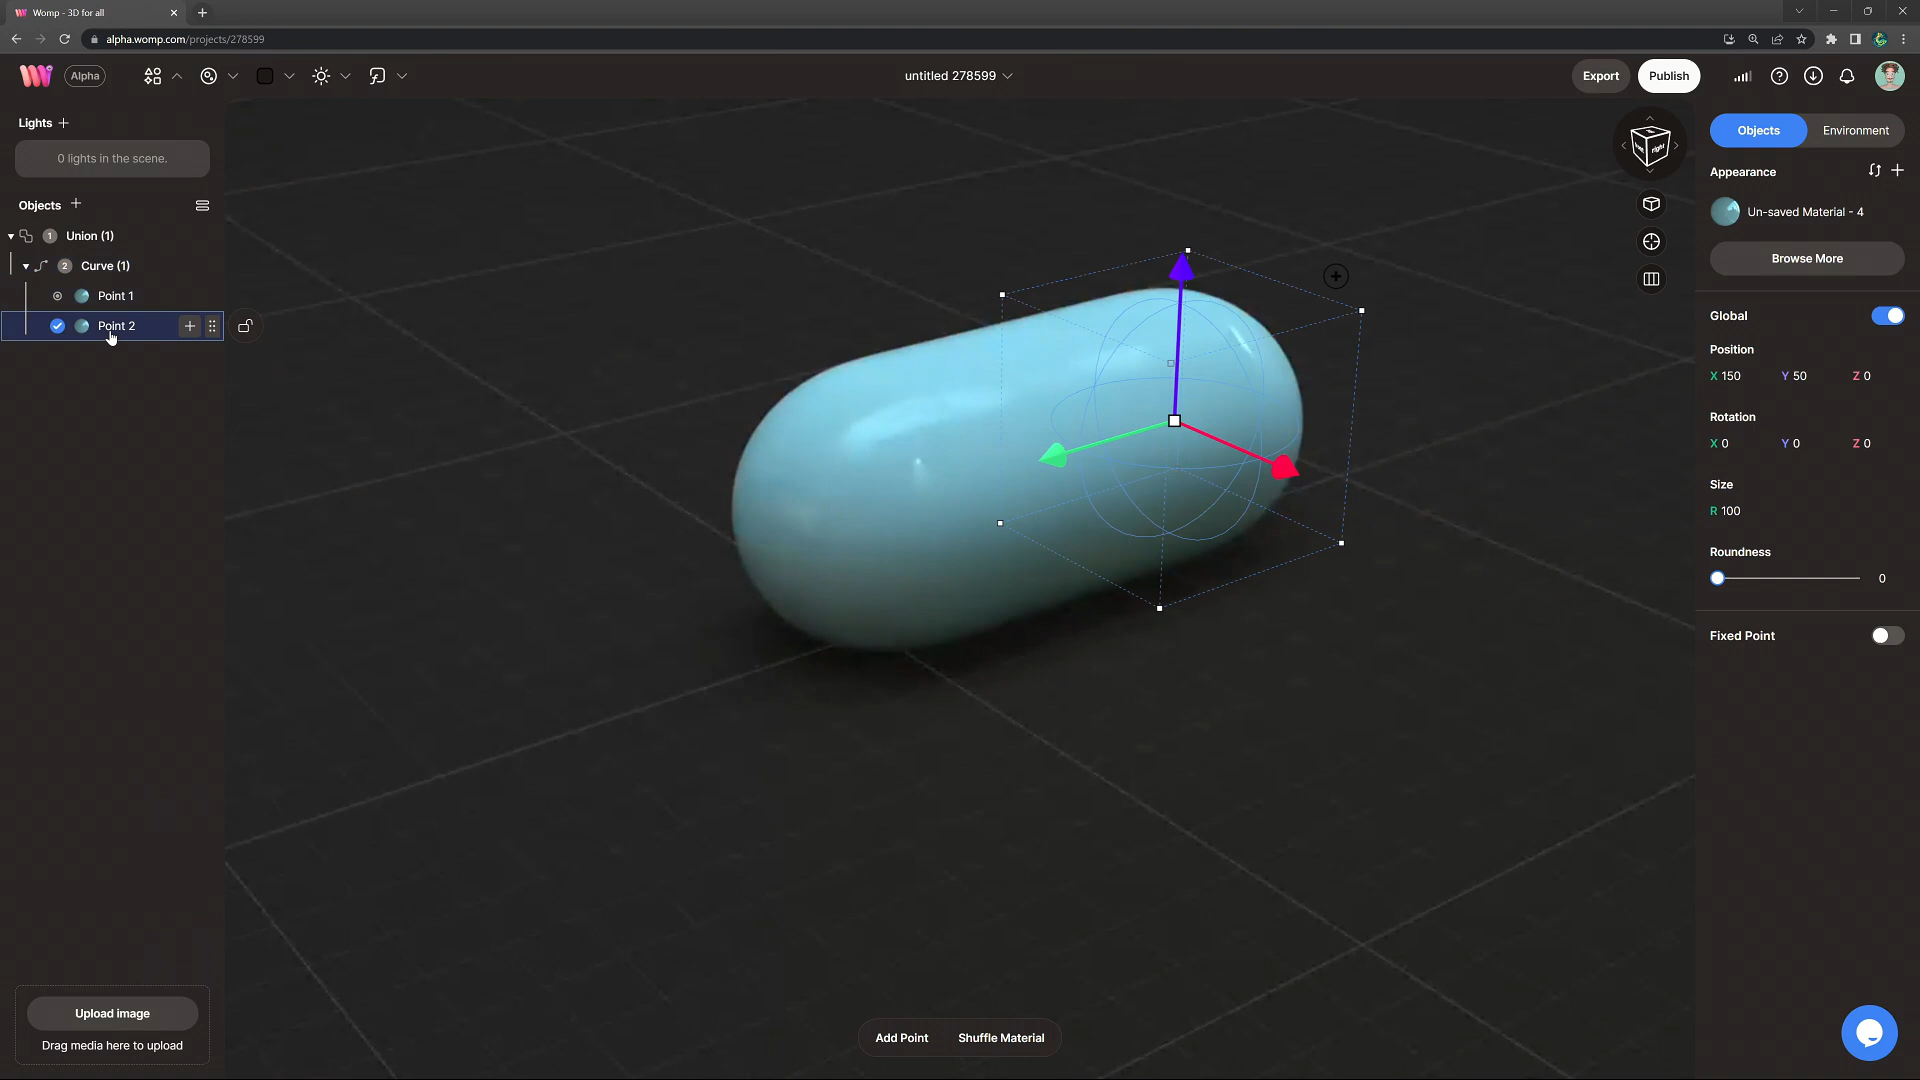 Womp - 3D for all
alpha.womp.com/projects/278599
Alpha
untitled 278599
Export
Publish
Lights
0 lights in the scene.
Objects
1 Union (1)
2 Curve (1)
Point 1
Point 2
right
Objects
Environment
Appearance
Un-saved Material - 4
Browse More
Global
Position
X 150 Y 50 Z 0
Rotation
X 0 Y 0 Z 0
Size
R 100
Roundness
0
Fixed Point
Upload image
Drag media here to upload
Add Point
Shuffle Material